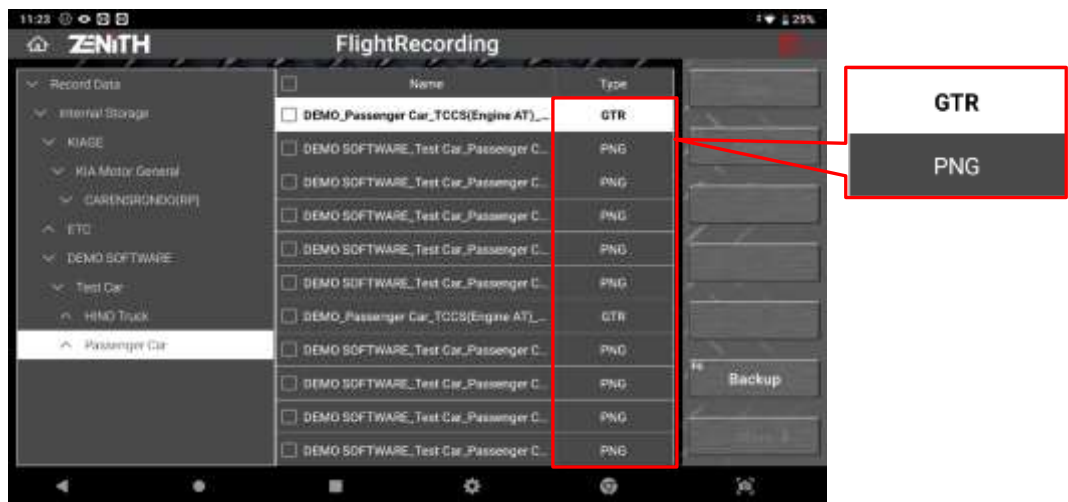 11:23
25%
ZENITH
FlightRecording
Record Data
Internal Storage
KIAGE
KIA Motor General
CARENSRONDO(RP)
ETC
DEMO SOFTWARE
Test Car
HINO Truck
Passenger Car
Name Type
DEMO_Passenger Car_TCCS(Engine AT)_... GTR
DEMO SOFTWARE_Test Car_Passenger C... PNG
DEMO SOFTWARE_Test Car_Passenger C... PNG
DEMO SOFTWARE_Test Car_Passenger C... PNG
DEMO SOFTWARE_Test Car_Passenger C... PNG
DEMO SOFTWARE_Test Car_Passenger C... PNG
DEMO_Passenger Car_TCCS(Engine AT)_... GTR
DEMO SOFTWARE_Test Car_Passenger C... PNG
DEMO SOFTWARE_Test Car_Passenger C... PNG
DEMO SOFTWARE_Test Car_Passenger C... PNG
DEMO SOFTWARE_Test Car_Passenger C... PNG
Backup
GTR
PNG